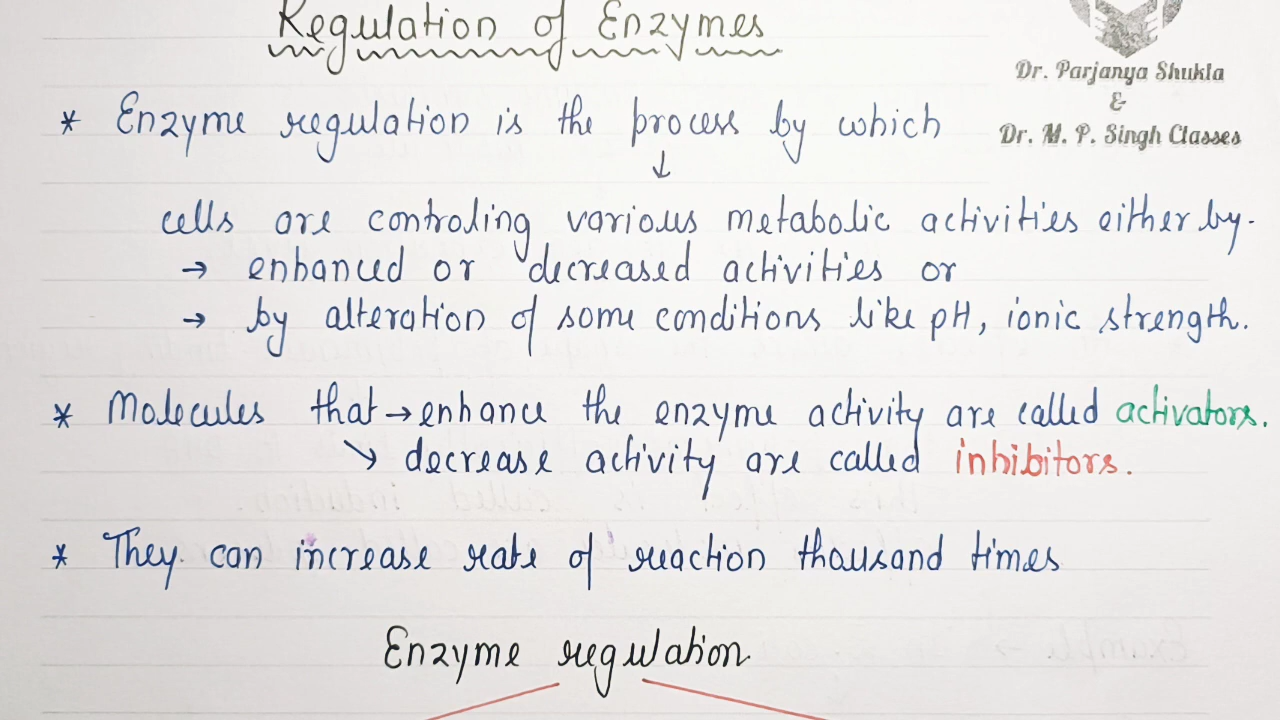 Regulation of Enzymes
Dr. Parjanya Shukla
&
Dr. M. P. Singh Classes
* Enzyme regulation is the process by which
↓
cells are controling various metabolic activities either by-
→ enhanced or decreased activities or
→ by alteration of some conditions like pH, ionic strength.
* Molecules that → enhance the enzyme activity are called activators.
↘ decrease activity are called inhibitors.
* They can increase rate of reaction thousand times
Enzyme regulation